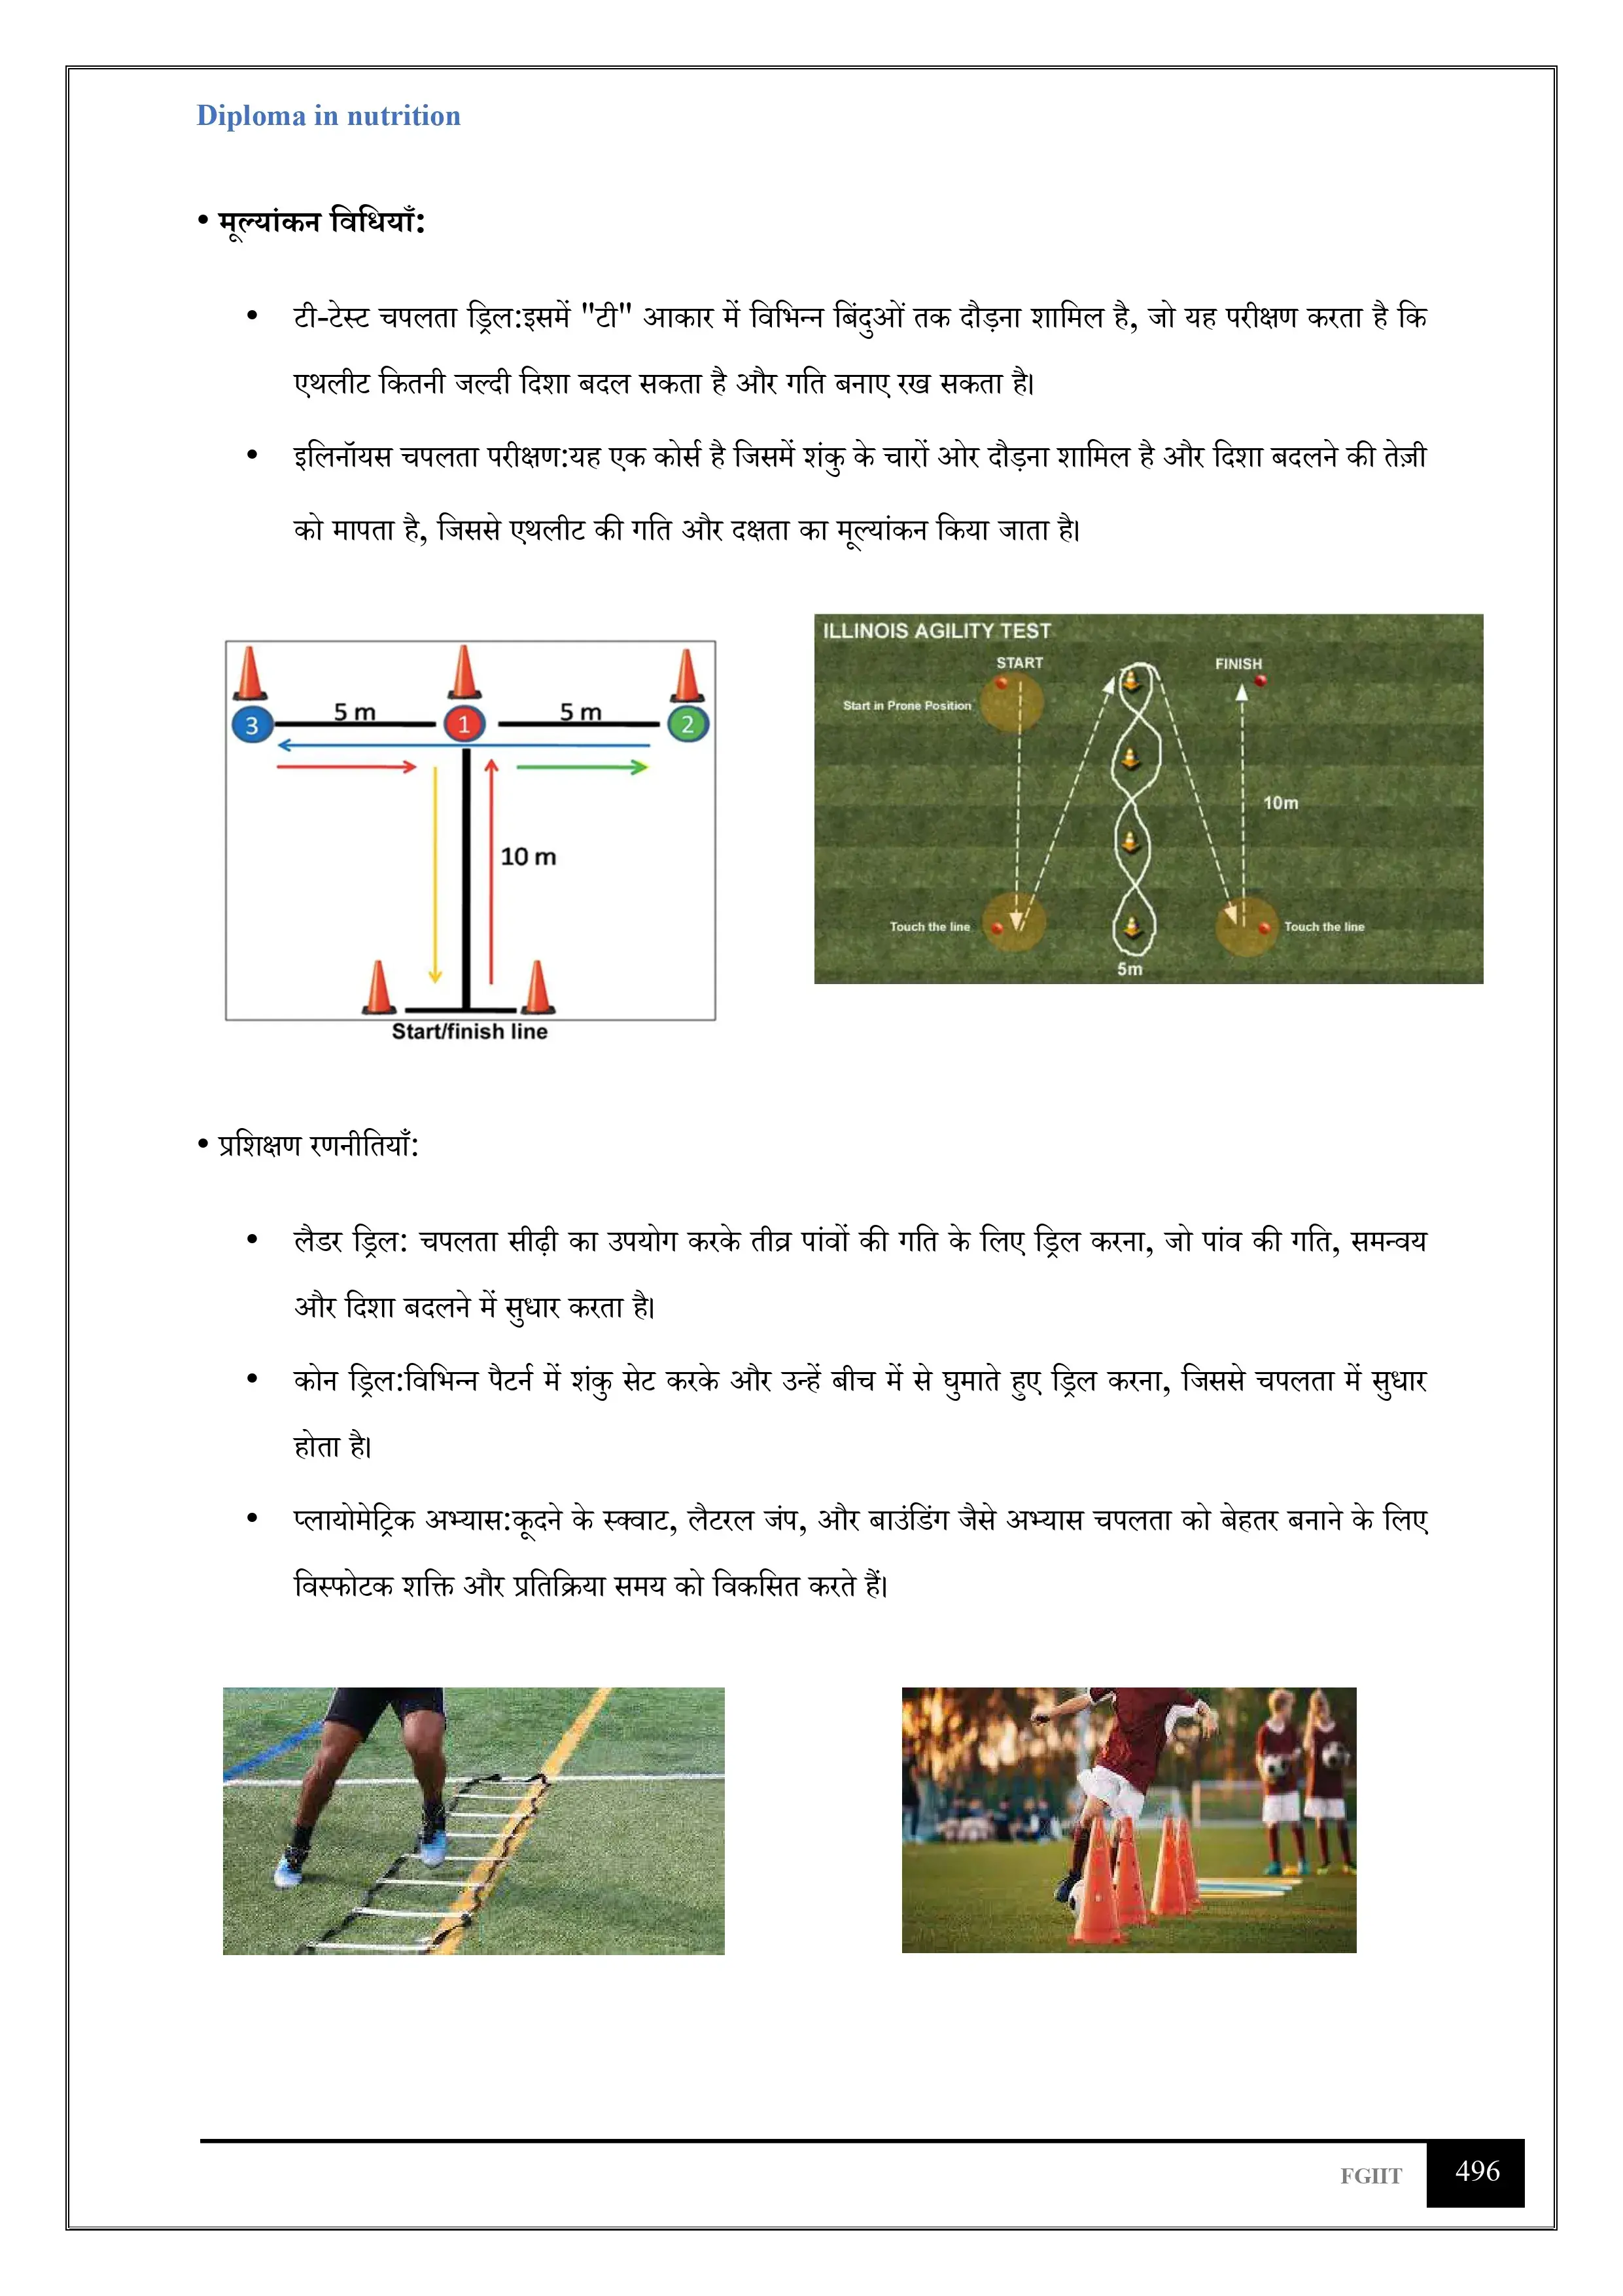 Diploma in nutrition
• मूल्यांकन विधियाँ:
• टी-टेस्ट चपलता ड्रिल:इसमें "टी" आकार में विभिन्न बिंदुओं तक दौड़ना शामिल है, जो यह परीक्षण करता है कि
एथलीट कितनी जल्दी दिशा बदल सकता है और गति बनाए रख सकता है।
• इलिनॉयस चपलता परीक्षण:यह एक कोर्स है जिसमें शंकु के चारों ओर दौड़ना शामिल है और दिशा बदलने की तेज़ी
को मापता है, जिससे एथलीट की गति और दक्षता का मूल्यांकन किया जाता है।
3 5 m 1 5 m 2
10 m
Start/finish line
ILLINOIS AGILITY TEST
START FINISH
Start in Prone Position
10m
Touch the line Touch the line
5m
• प्रशिक्षण रणनीतियाँ:
• लैडर ड्रिल: चपलता सीढ़ी का उपयोग करके तीव्र पांवों की गति के लिए ड्रिल करना, जो पांव की गति, समन्वय
और दिशा बदलने में सुधार करता है।
• कोन ड्रिल:विभिन्न पैटर्न में शंकु सेट करके और उन्हें बीच में से घुमाते हुए ड्रिल करना, जिससे चपलता में सुधार
होता है।
• प्लायोमेट्रिक अभ्यास:कूदने के स्क्वाट, लैटरल जंप, और बाउंडिंग जैसे अभ्यास चपलता को बेहतर बनाने के लिए
विस्फोटक शक्ति और प्रतिक्रिया समय को विकसित करते हैं।
FGIIT 496